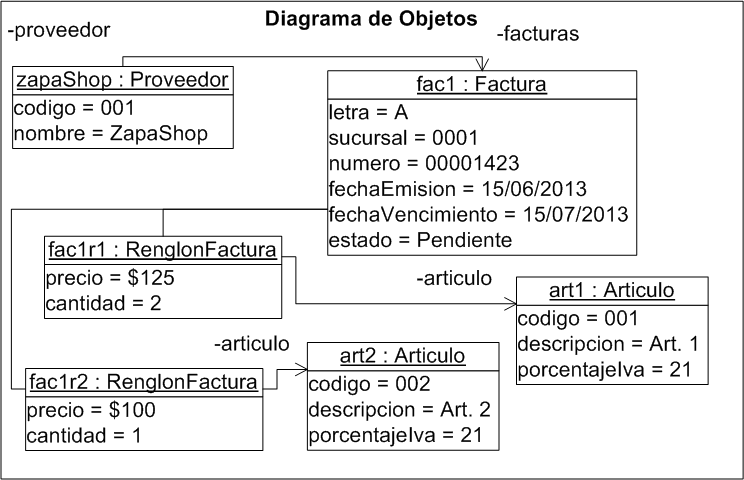 Diagrama de Objetos
-proveedor
-facturas
zapaShop : Proveedor
codigo = 001
nombre = ZapaShop
fac1 : Factura
letra = A
sucursal = 0001
numero = 00001423
fechaEmision = 15/06/2013
fechaVencimiento = 15/07/2013
estado = Pendiente
fac1r1 : RenglonFactura
precio = $125
cantidad = 2
-articulo
art1 : Articulo
codigo = 001
descripcion = Art. 1
porcentajeIva = 21
-articulo
fac1r2 : RenglonFactura
precio = $100
cantidad = 1
art2 : Articulo
codigo = 002
descripcion = Art. 2
porcentajeIva = 21